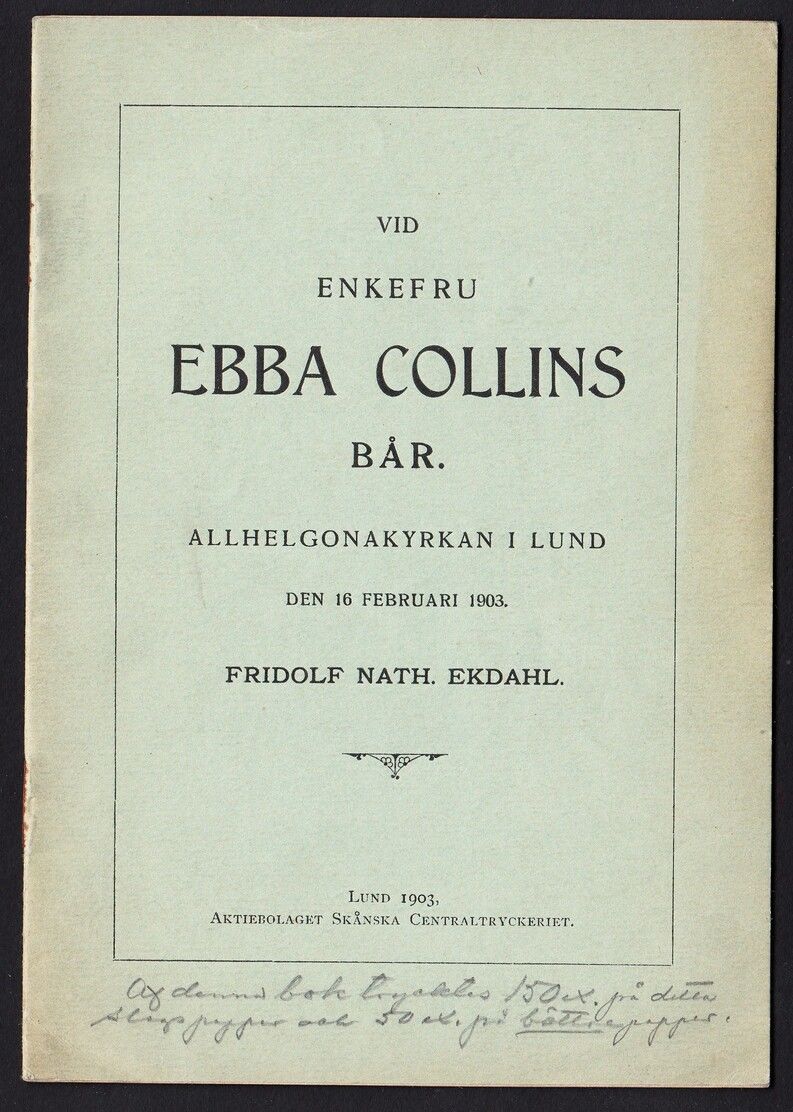 VID
ENKEFRU
EBBA COLLINS
BÅR.
ALLHELGONAKYRKAN I LUND
DEN 16 FEBRUARI 1903.
FRIDOLF NATH. EKDAHL.
LUND 1903,
AKTIEBOLAGET SKÅNSKA CENTRALTRYCKERIET.
Af denna bok trycktes 150 ex. på detta
slags papper och 50 ex. på bättre papper.